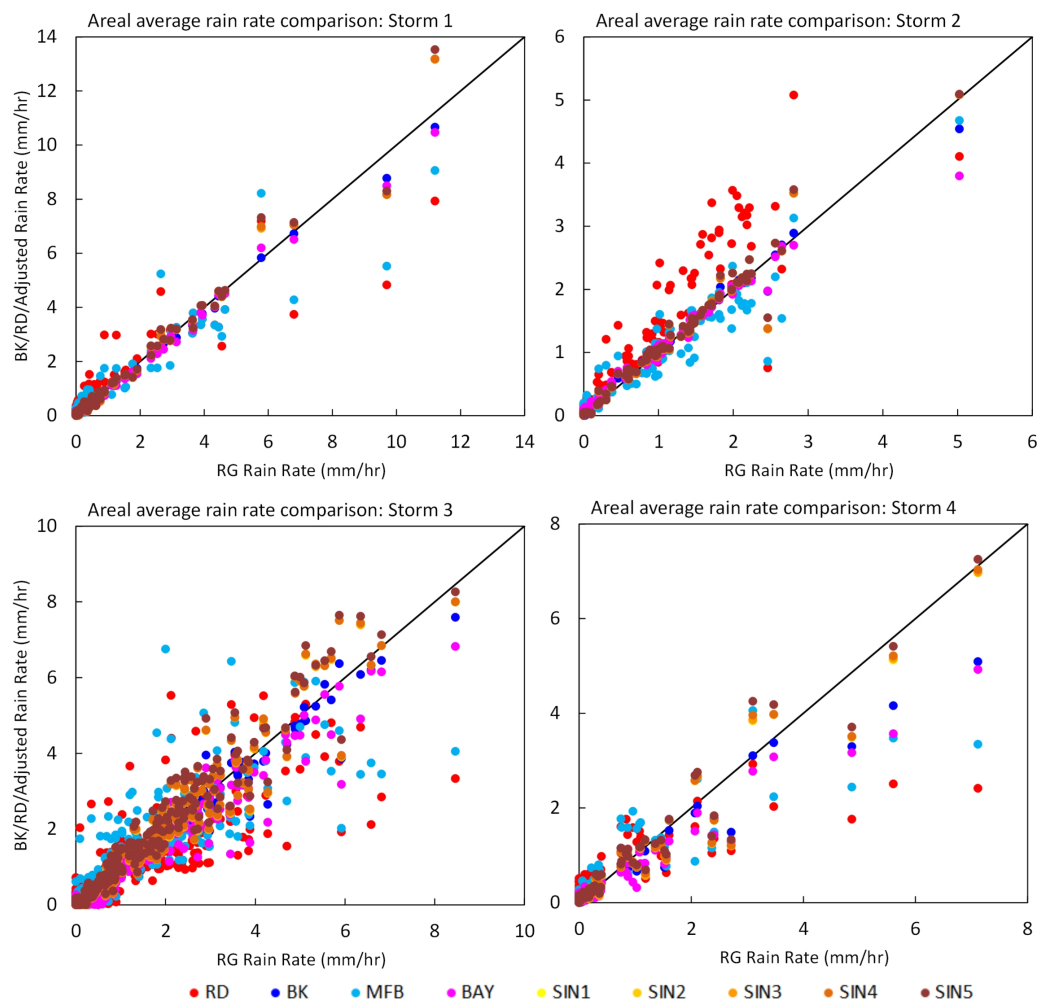 Areal average rain rate comparison: Storm 1
BK/RD/Adjusted Rain Rate (mm/hr)
14
12
10
8
6
4
2
0
0 2 4 6 8 10 12 14
RG Rain Rate (mm/hr)
Areal average rain rate comparison: Storm 2
6
5
4
3
2
1
0
0 1 2 3 4 5 6
RG Rain Rate (mm/hr)
Areal average rain rate comparison: Storm 3
BK/RD/Adjusted Rain Rate (mm/hr)
10
8
6
4
2
0
0 2 4 6 8 10
RG Rain Rate (mm/hr)
Areal average rain rate comparison: Storm 4
8
6
4
2
0
0 2 4 6 8
RG Rain Rate (mm/hr)
RD BK MFB BAY SIN1 SIN2 SIN3 SIN4 SIN5